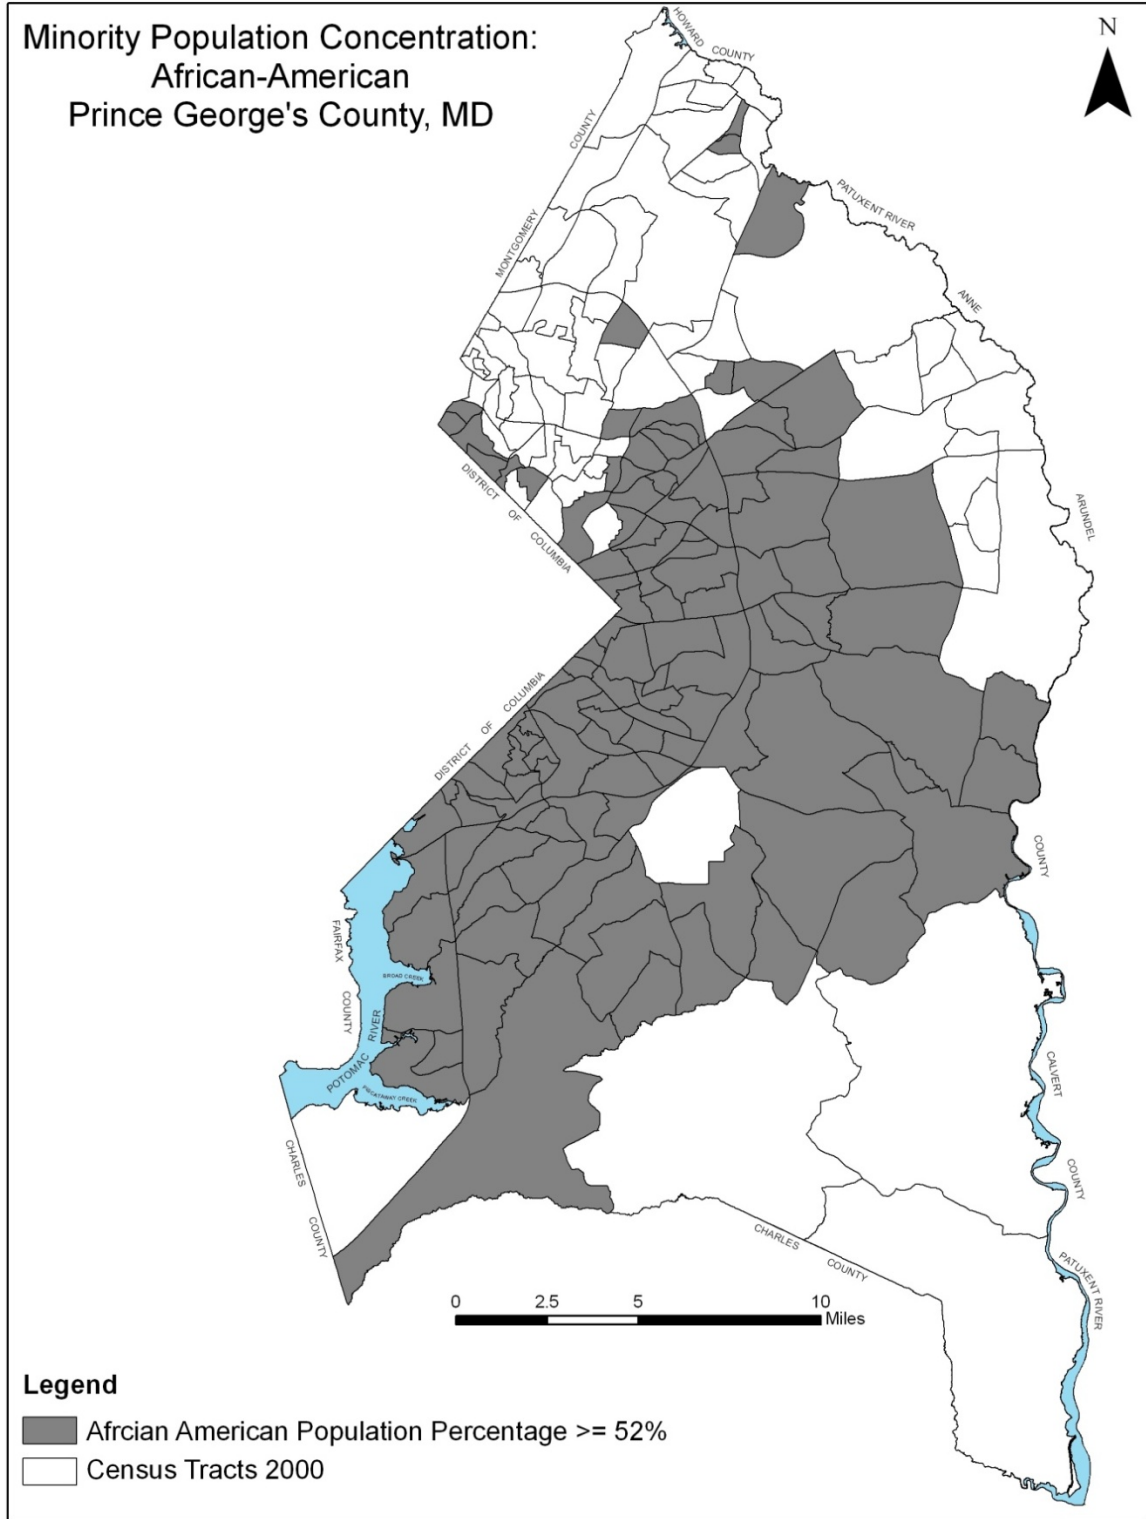 Minority Population Concentration:
African-American
Prince George's County, MD
N
HOWARD
COUNTY
COUNTY
MONTGOMERY
PATUXENT RIVER
ANNE
ARUNDEL
DISTRICT
OF
COLUMBIA
DISTRICT
OF
COLUMBIA
COUNTY
FAIRFAX
COUNTY
BROAD CREEK
POTOMAC RIVER
PISCATAWAY CREEK
CALVERT
COUNTY
CHARLES
COUNTY
CHARLES
COUNTY
PATUXENT RIVER
0 2.5 5 10
Miles
Legend
Afrcian American Population Percentage >= 52%
Census Tracts 2000